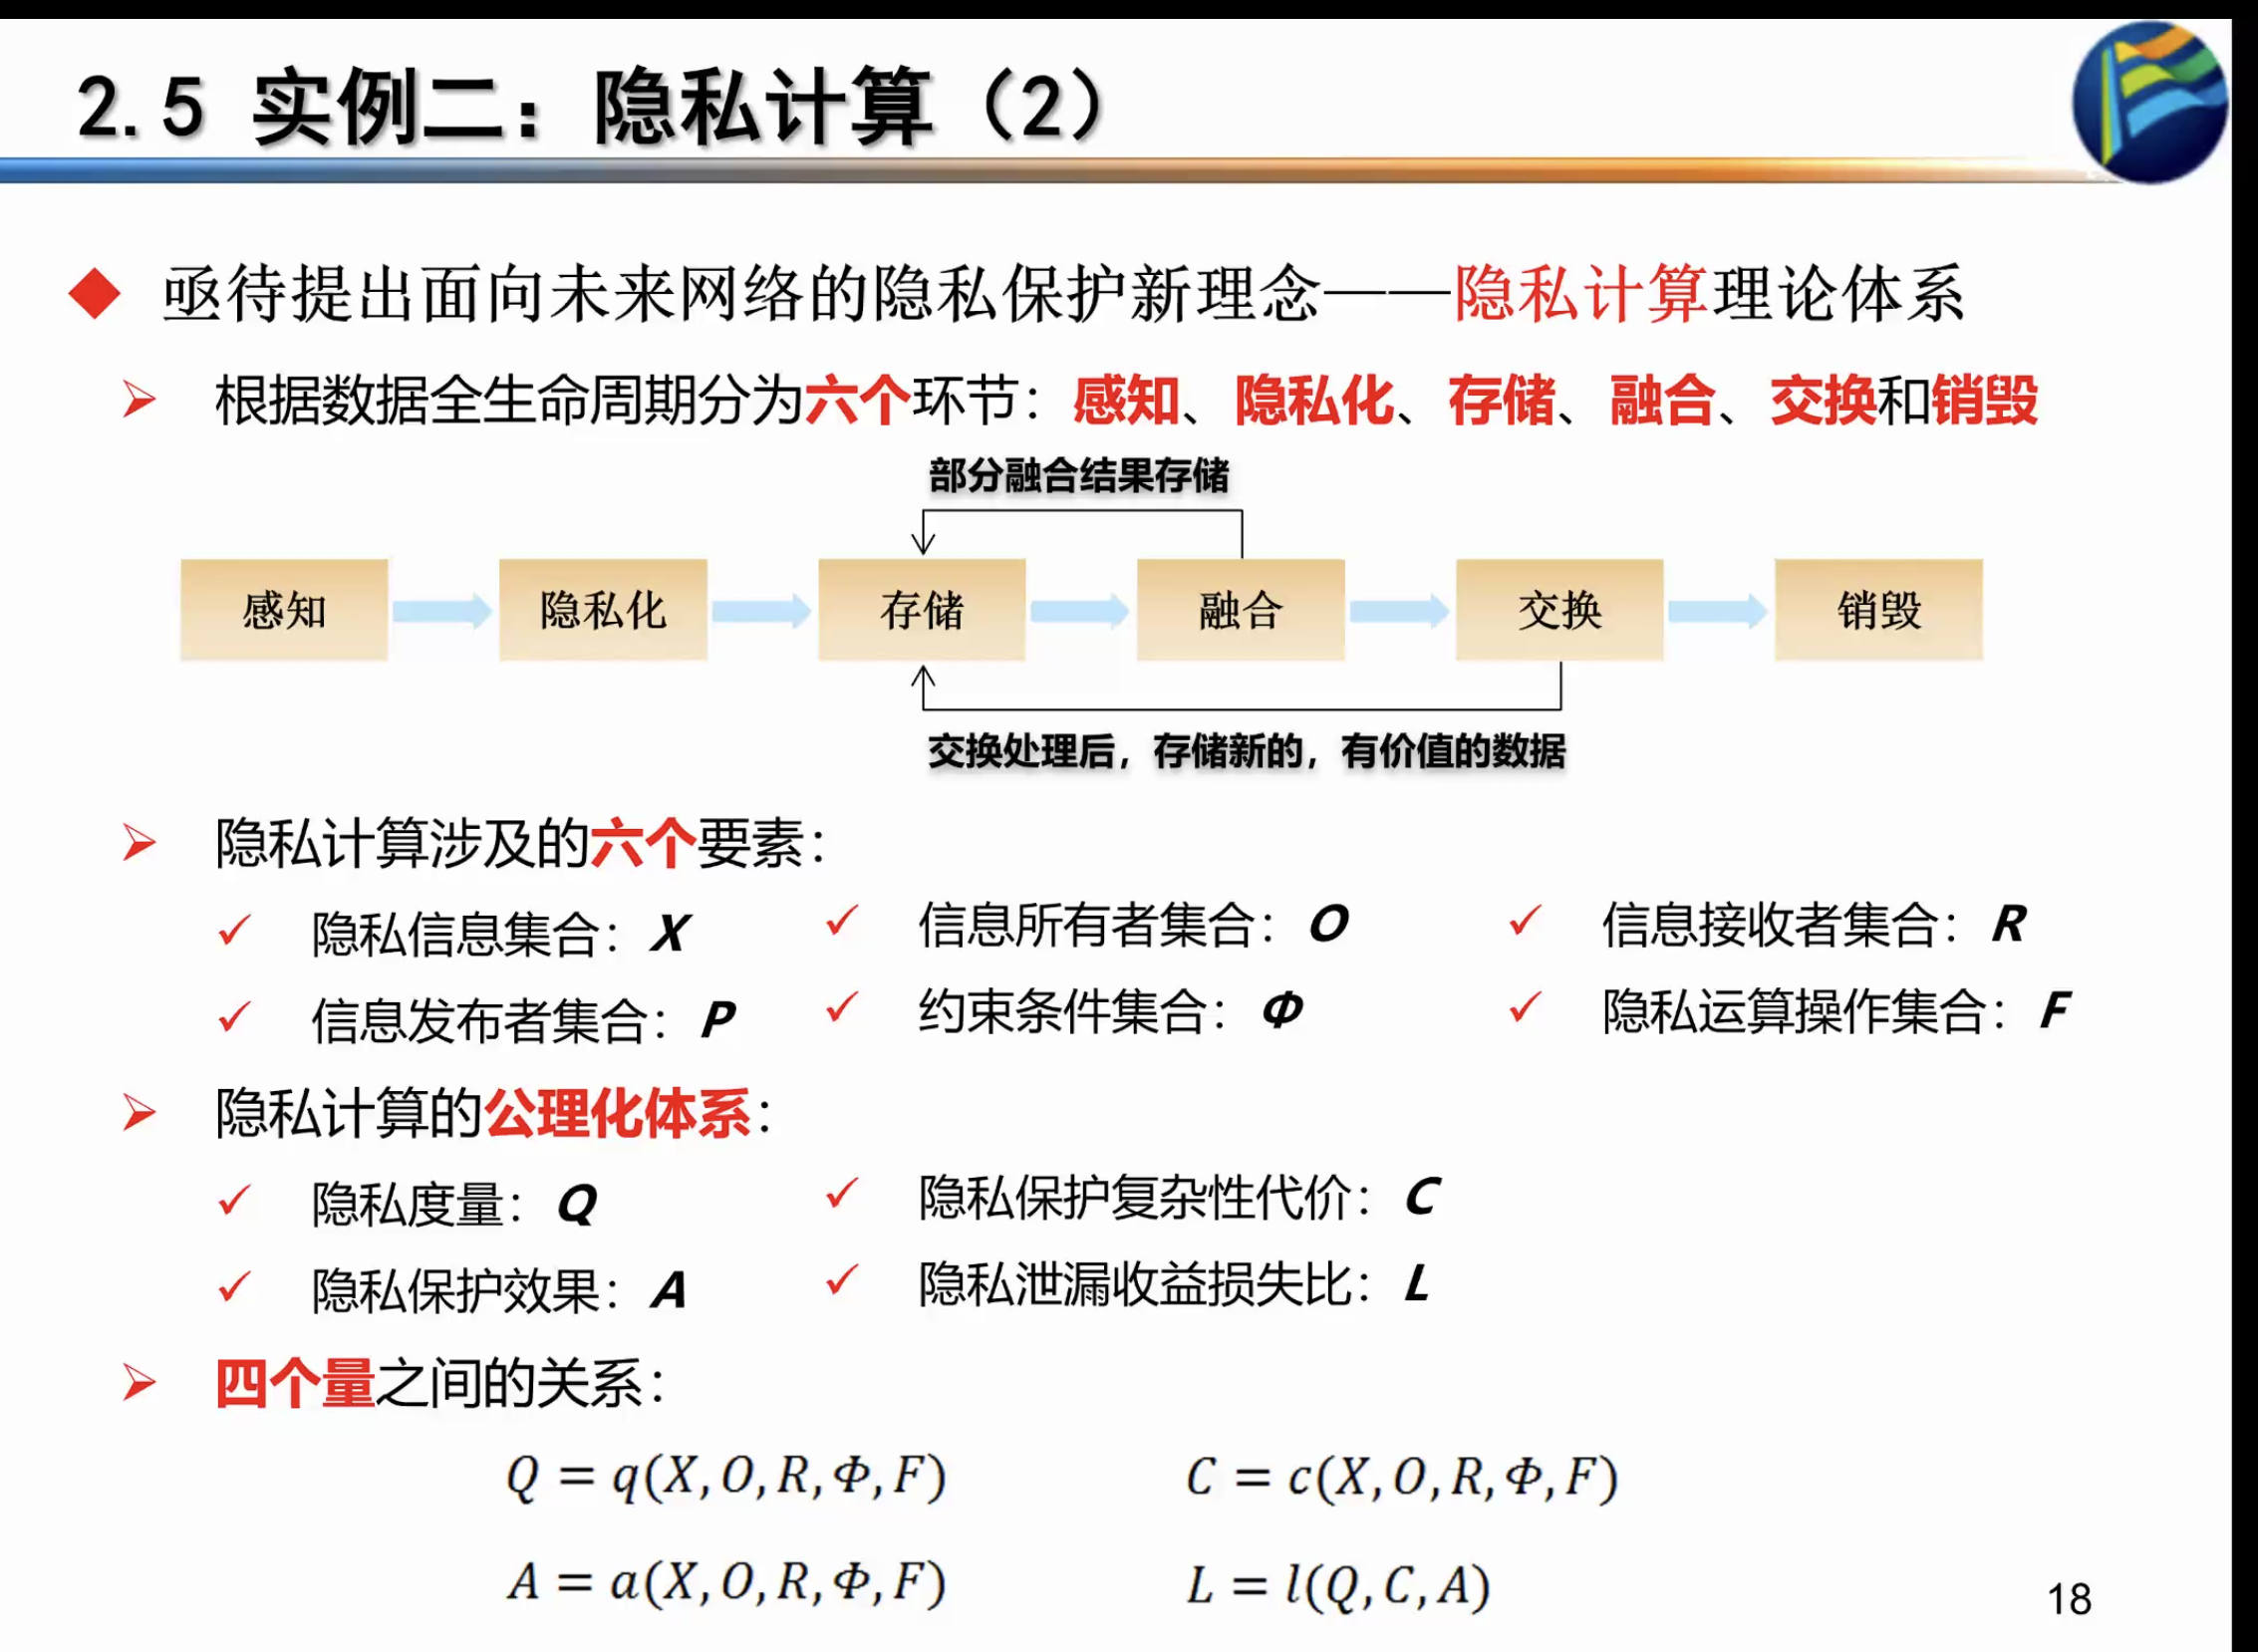 2.5 实例二：隐私计算（2）
亟待提出面向未来网络的隐私保护新理念——隐私计算理论体系
根据数据全生命周期分为六个环节：感知、隐私化、存储、融合、交换和销毁
部分融合结果存储
感知 隐私化 存储 融合 交换 销毁
交换处理后，存储新的，有价值的数据
隐私计算涉及的六个要素：
隐私信息集合：X 信息所有者集合：O 信息接收者集合：R
信息发布者集合：P 约束条件集合：Φ 隐私运算操作集合：F
隐私计算的公理化体系：
隐私度量：Q 隐私保护复杂性代价：C
隐私保护效果：A 隐私泄漏收益损失比：L
四个量之间的关系：
Q = q(X, O, R, Φ, F) C = c(X, O, R, Φ, F)
A = a(X, O, R, Φ, F) L = l(Q, C, A)
18